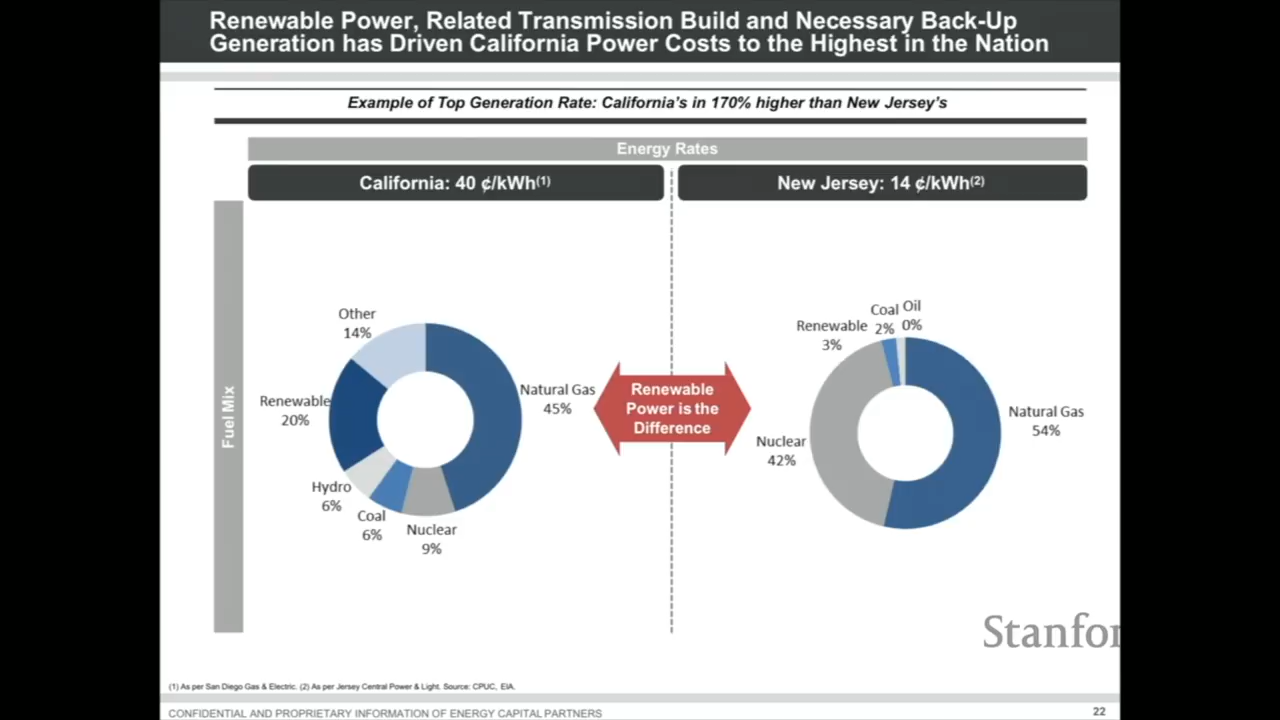 Renewable Power, Related Transmission Build and Necessary Back-Up
Generation has Driven California Power Costs to the Highest in the Nation
Example of Top Generation Rate: California's in 170% higher than New Jersey's
Energy Rates
California: 40 ¢/kWh(1)
New Jersey: 14 ¢/kWh(2)
Fuel Mix
Other
14%
Renewable
20%
Hydro
6%
Coal
6%
Nuclear
9%
Natural Gas
45%
Renewable
Power is the
Difference
Renewable
3%
Coal
2%
Oil
0%
Nuclear
42%
Natural Gas
54%
Stanfor
(1) As per San Diego Gas & Electric. (2) As per Jersey Central Power & Light. Source: CPUC, EIA.
CONFIDENTIAL AND PROPRIETARY INFORMATION OF ENERGY CAPITAL PARTNERS
22